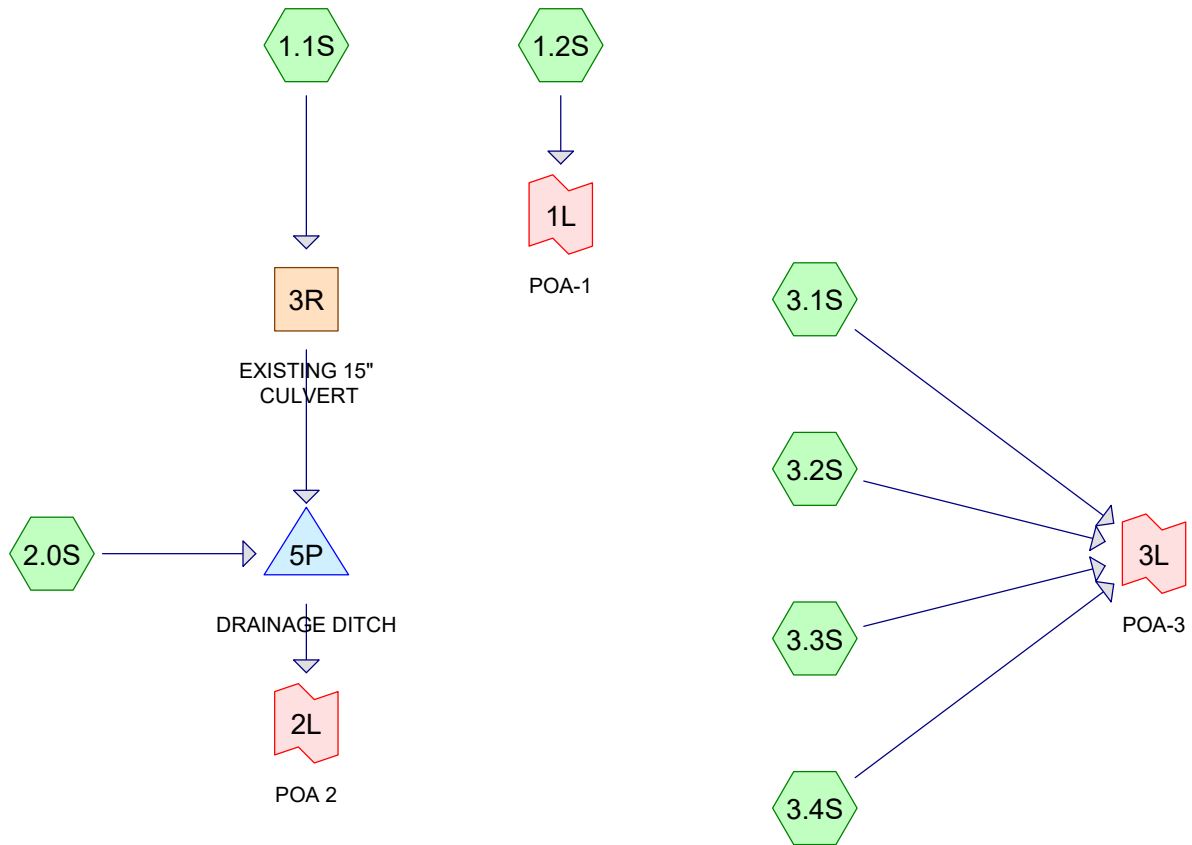 1.1S
1.2S
1L
POA-1
3R
EXISTING 15"
CULVERT
3.1S
3.2S
2.0S
5P
DRAINAGE DITCH
3L
POA-3
3.3S
2L
POA 2
3.4S